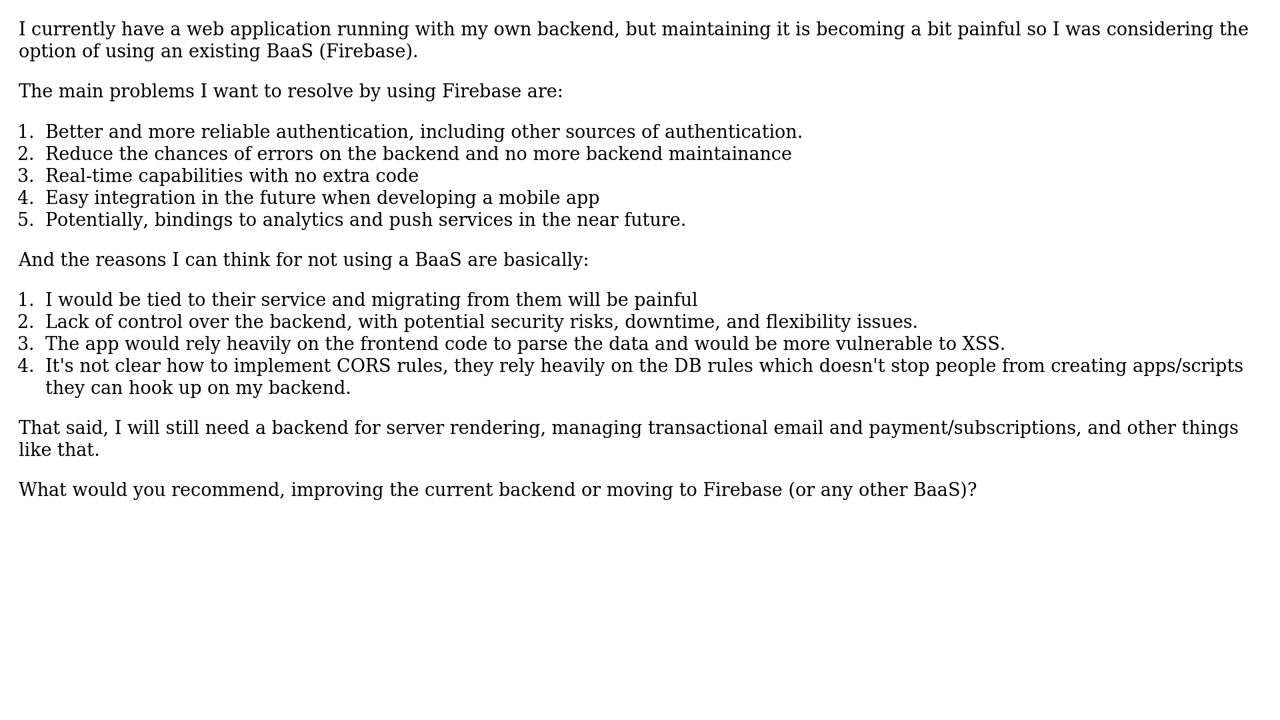 I currently have a web application running with my own backend, but maintaining it is becoming a bit painful so I was considering the
option of using an existing BaaS (Firebase).
The main problems I want to resolve by using Firebase are:
1. Better and more reliable authentication, including other sources of authentication.
2. Reduce the chances of errors on the backend and no more backend maintainance
3. Real-time capabilities with no extra code
4. Easy integration in the future when developing a mobile app
5. Potentially, bindings to analytics and push services in the near future.
And the reasons I can think for not using a BaaS are basically:
1. I would be tied to their service and migrating from them will be painful
2. Lack of control over the backend, with potential security risks, downtime, and flexibility issues.
3. The app would rely heavily on the frontend code to parse the data and would be more vulnerable to XSS.
4. It's not clear how to implement CORS rules, they rely heavily on the DB rules which doesn't stop people from creating apps/scripts
they can hook up on my backend.
That said, I will still need a backend for server rendering, managing transactional email and payment/subscriptions, and other things
like that.
What would you recommend, improving the current backend or moving to Firebase (or any other BaaS)?